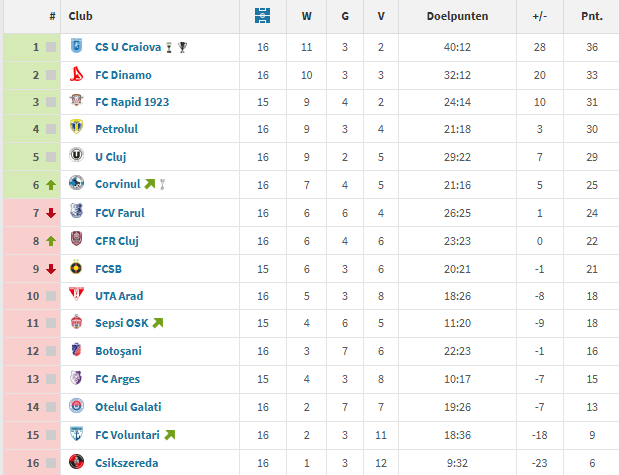 # Club W G V Doelpunten +/- Pnt.
1 CS U Craiova 16 11 3 2 40:12 28 36
2 FC Dinamo 16 10 3 3 32:12 20 33
3 FC Rapid 1923 15 9 4 2 24:14 10 31
4 Petrolul 16 9 3 4 21:18 3 30
5 U Cluj 16 9 2 5 29:22 7 29
6 Corvinul 16 7 4 5 21:16 5 25
7 FCV Farul 16 6 6 4 26:25 1 24
8 CFR Cluj 16 6 4 6 23:23 0 22
9 FCSB 15 6 3 6 20:21 -1 21
10 UTA Arad 16 5 3 8 18:26 -8 18
11 Sepsi OSK 15 4 6 5 11:20 -9 18
12 Botoşani 16 3 7 6 22:23 -1 16
13 FC Arges 15 4 3 8 10:17 -7 15
14 Otelul Galati 16 2 7 7 19:26 -7 13
15 FC Voluntari 16 2 3 11 18:36 -18 9
16 Csikszereda 16 1 3 12 9:32 -23 6